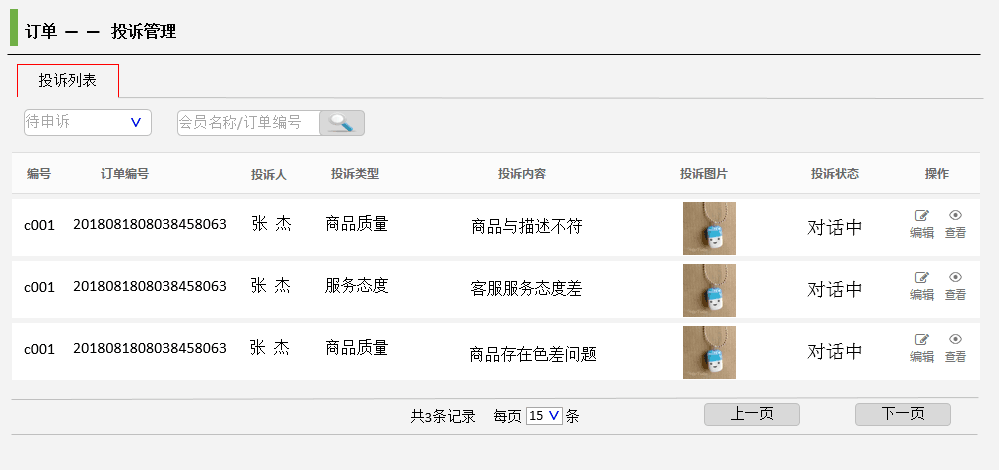 订单 — — 投诉管理
投诉列表
待申诉 会员名称/订单编号
编号 订单编号 投诉人 投诉类型 投诉内容 投诉图片 投诉状态 操作
c001 2018081808038458063 张 杰 商品质量 商品与描述不符 对话中 编辑 查看
c001 2018081808038458063 张 杰 服务态度 客服服务态度差 对话中 编辑 查看
c001 2018081808038458063 张 杰 商品质量 商品存在色差问题 对话中 编辑 查看
共3条记录 每页 15 条 上一页 下一页